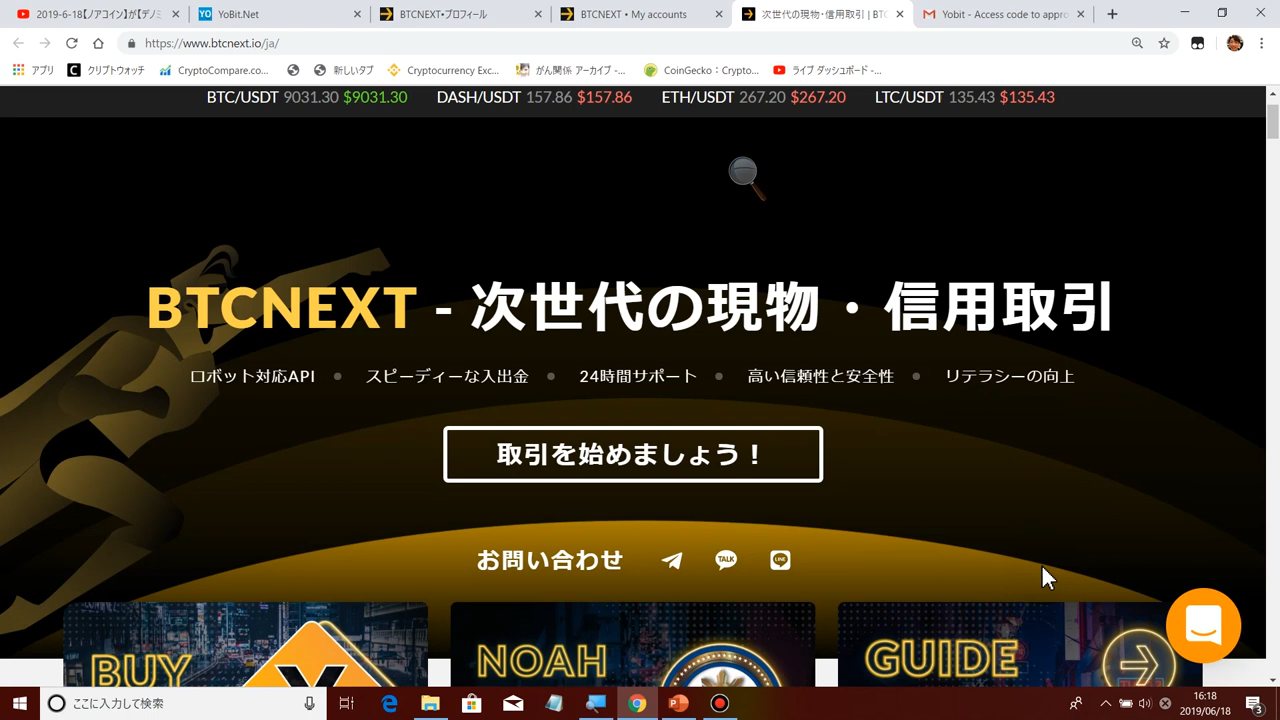 2019-6-18【ノアコイン】が【デノミ
YoBit.Net
BTCNEXT•プロフィール
BTCNEXT • My accounts
次世代の現物･信用取引 | BTC
Yobit - Access code to appro
https://www.btcnext.io/ja/
アプリ
クリプトウォッチ
CryptoCompare.co...
新しいタブ
Cryptocurrency Exc...
がん関係 アーカイブ -...
CoinGecko：Crypto...
ライブ ダッシュボード -...
BTC/USDT 9031.30 $9031.30 DASH/USDT 157.86 $157.86 ETH/USDT 267.20 $267.20 LTC/USDT 135.43 $135.43
BTCNEXT - 次世代の現物・信用取引
ロボット対応API • スピーディーな入出金 • 24時間サポート • 高い信頼性と安全性 • リテラシーの向上
取引を始めましょう！
お問い合わせ
TALK
LINE
BUY
NOAH
GUIDE
ここに入力して検索
16:18
2019/06/18
3